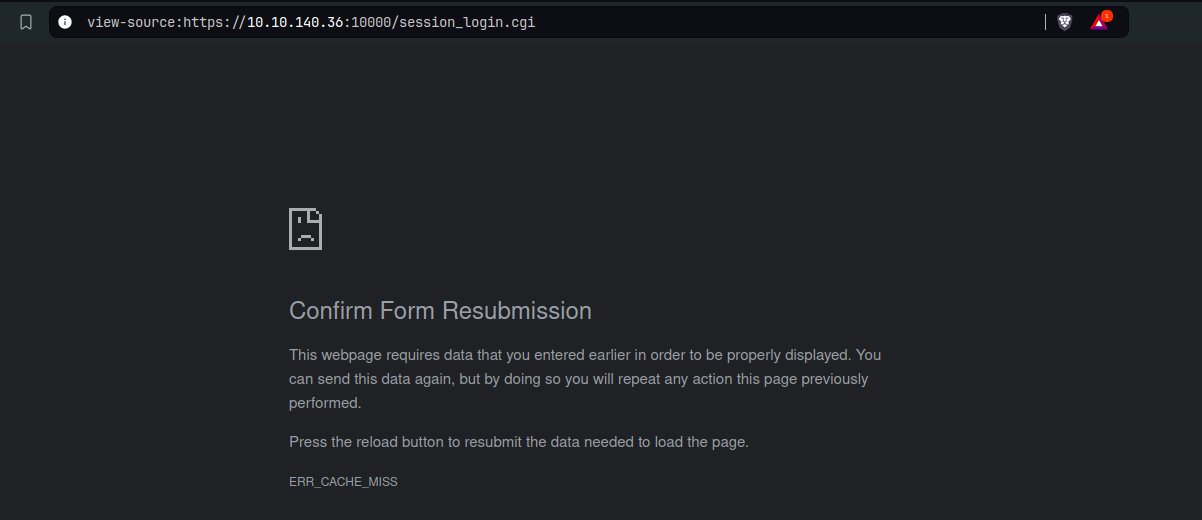 view-source:https://10.10.140.36:10000/session_login.cgi
Confirm Form Resubmission
This webpage requires data that you entered earlier in order to be properly displayed. You
can send this data again, but by doing so you will repeat any action this page previously
performed.
Press the reload button to resubmit the data needed to load the page.
ERR_CACHE_MISS